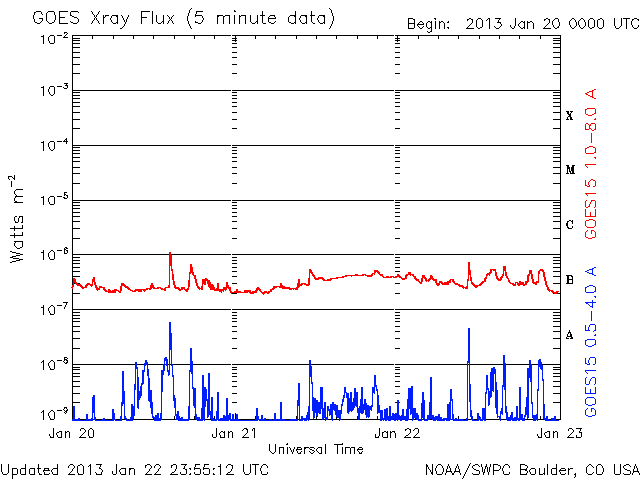 GOES Xray Flux (5 minute data)
Begin: 2013 Jan 20 0000 UTC
10-2
10-3
10-4
10-5
10-6
10-7
10-8
10-9
Watts m-2
X
M
C
B
A
GOES15 1.0-8.0 A
GOES15 0.5-4.0 A
Jan 20
Jan 21
Jan 22
Jan 23
Universal Time
Updated 2013 Jan 22 23:55:12 UTC
NOAA/SWPC Boulder, CO USA